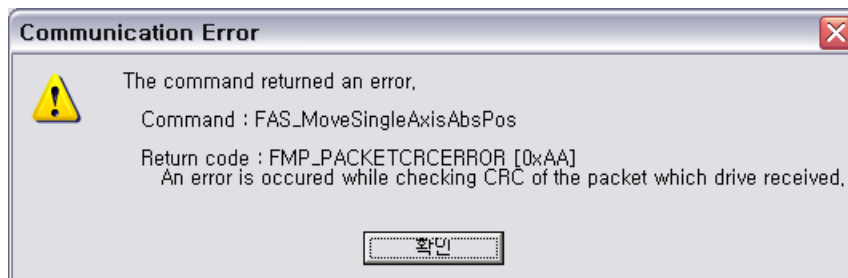 Communication Error
The command returned an error,
Command : FAS_MoveSingleAxisAbsPos
Return code : FMP_PACKETCRCERROR [0xAA]
An error is occured while checking CRC of the packet which drive received,
확인